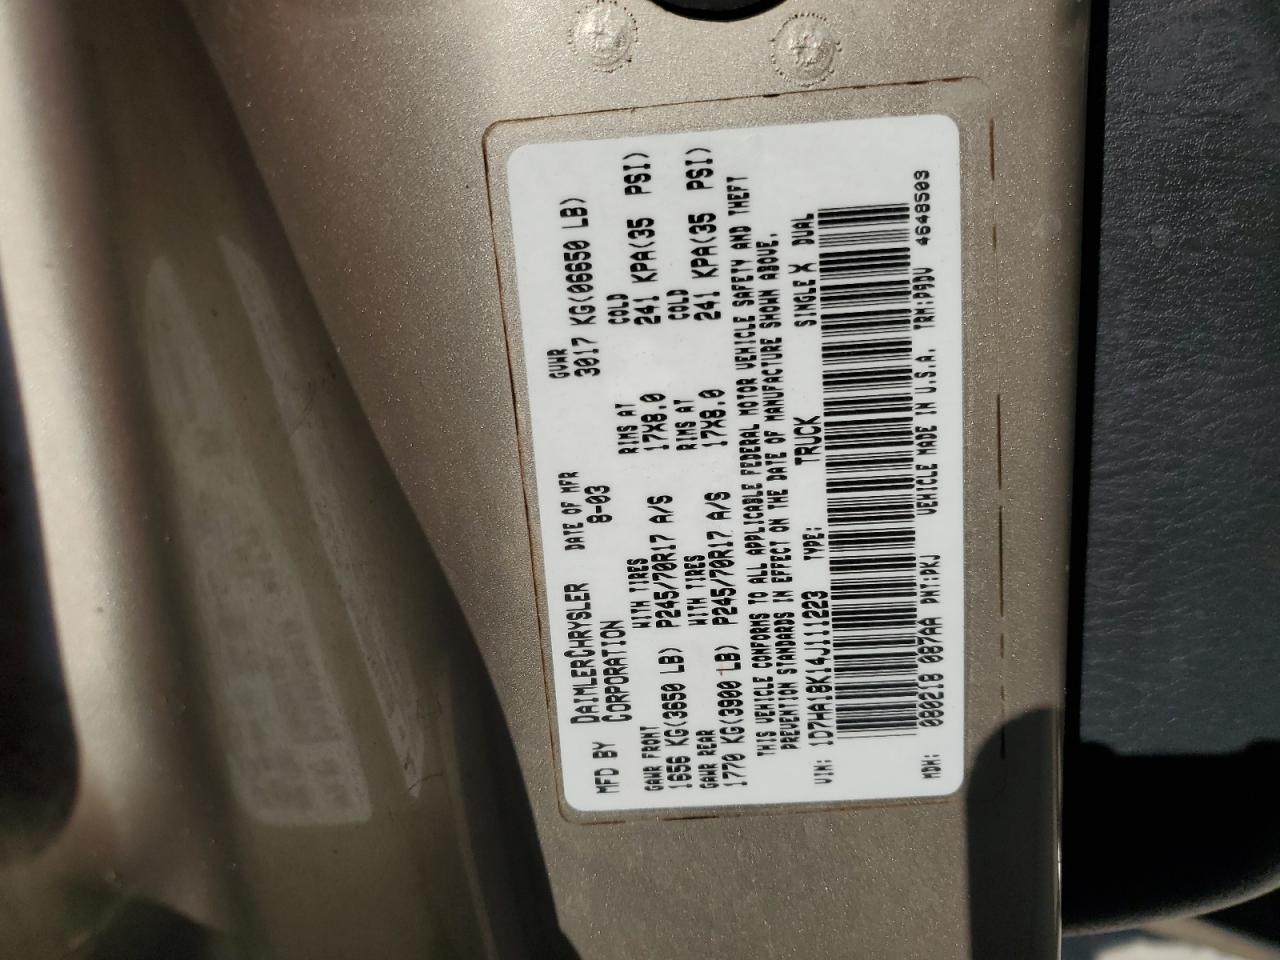 MFD BY DAIMLERCHRYSLER DATE OF MFR GVWR
CORPORATION 8-03 3017 KG(06650 LB)
GAWR FRONT WITH TIRES RIMS AT COLD
1656 KG(3650 LB) P245/70R17 A/S 17X8.0 241 KPA(35 PSI)
GAWR REAR WITH TIRES RIMS AT COLD
1770 KG(3900 LB) P245/70R17 A/S 17X8.0 241 KPA(35 PSI)
THIS VEHICLE CONFORMS TO ALL APPLICABLE FEDERAL MOTOR VEHICLE SAFETY AND THEFT
PREVENTION STANDARDS IN EFFECT ON THE DATE OF MANUFACTURE SHOWN ABOVE.
VIN: 1D7HA18K14J111223 TYPE: TRUCK SINGLE X DUAL
MDH: 080218 087AA PNT:PKJ VEHICLE MADE IN U.S.A. TRM:P9DV 4648503